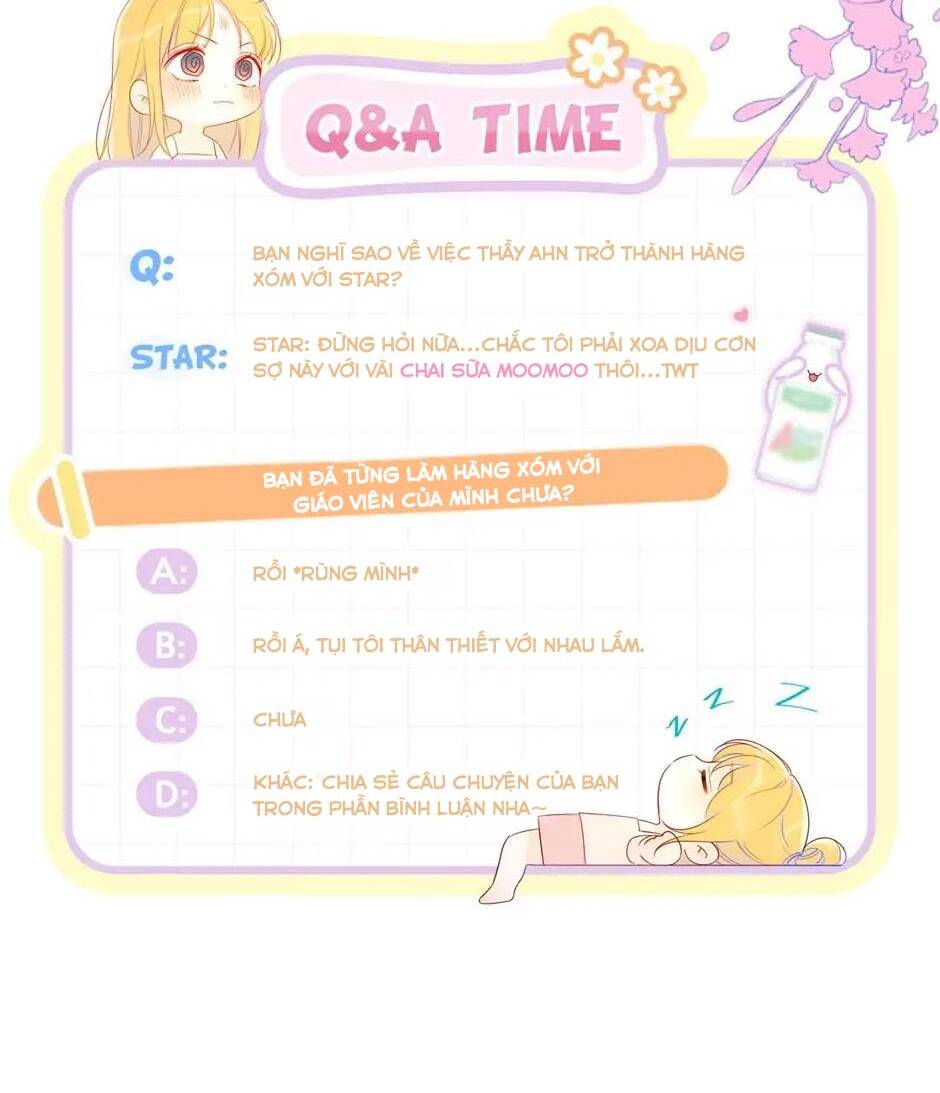 Q&A TIME
Q: BẠN NGHĨ SAO VỀ VIỆC THẦY AHN TRỞ THÀNH HÀNG
XÓM VỚI STAR?
STAR: STAR: ĐỪNG HỎI NỮA...CHẮC TÔI PHẢI XOA DỊU CƠN
SỢ NÀY VỚI VÀI CHAI SỮA MOOMOO THÔI...TWT
BẠN ĐÃ TỪNG LÀM HÀNG XÓM VỚI
GIÁO VIÊN CỦA MÌNH CHƯA?
A: RỒI *RÙNG MÌNH*
B: RỒI Á, TỤI TÔI THÂN THIẾT VỚI NHAU LẮM.
C: CHƯA
D: KHÁC: CHIA SẺ CÂU CHUYỆN CỦA BẠN
TRONG PHẦN BÌNH LUẬN NHA~
z z Z